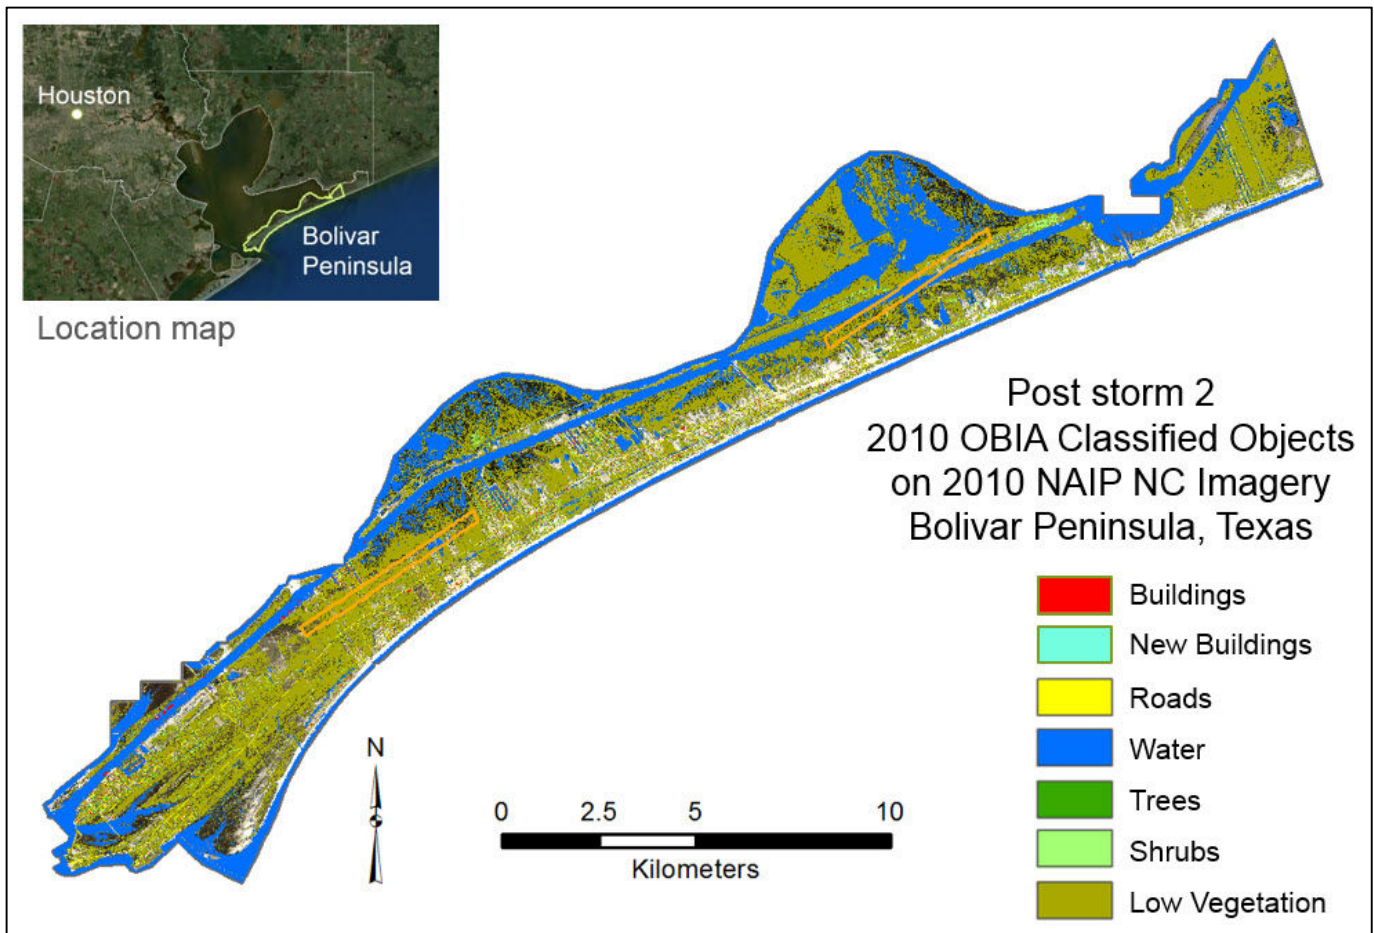 Houston
Bolivar
Peninsula
Location map
Post storm 2
2010 OBIA Classified Objects
on 2010 NAIP NC Imagery
Bolivar Peninsula, Texas
Buildings
New Buildings
Roads
Water
Trees
Shrubs
Low Vegetation
N
0 2.5 5 10
Kilometers